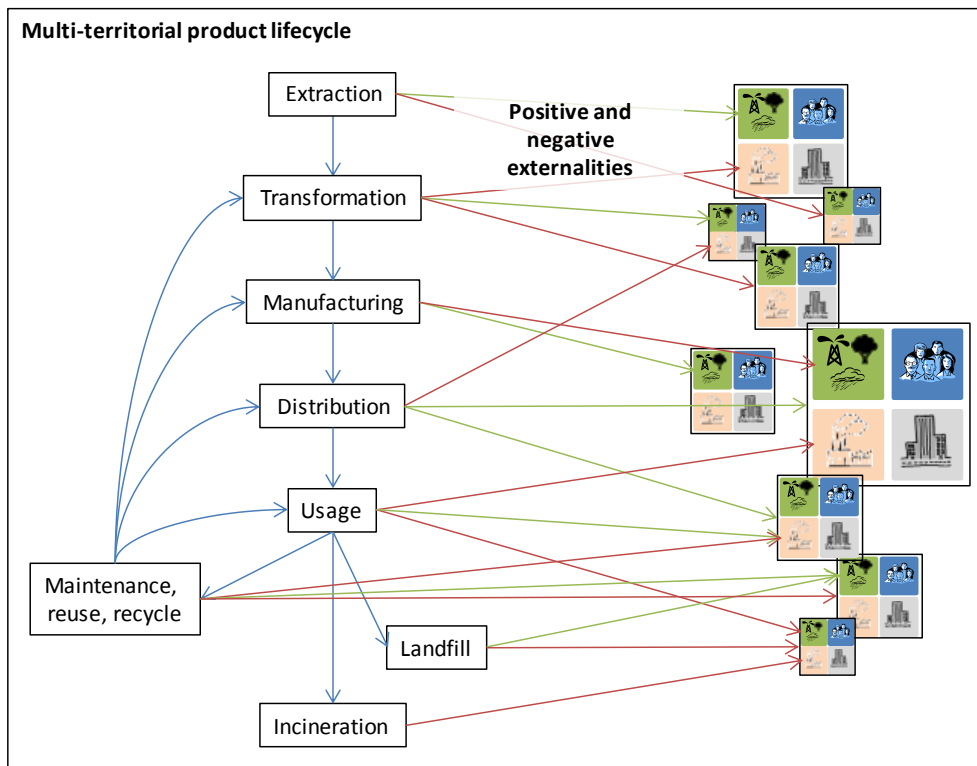 Multi-territorial product lifecycle
Extraction
Positive and
negative
externalities
Transformation
Manufacturing
Distribution
Usage
Maintenance,
reuse, recycle
Landfill
Incineration